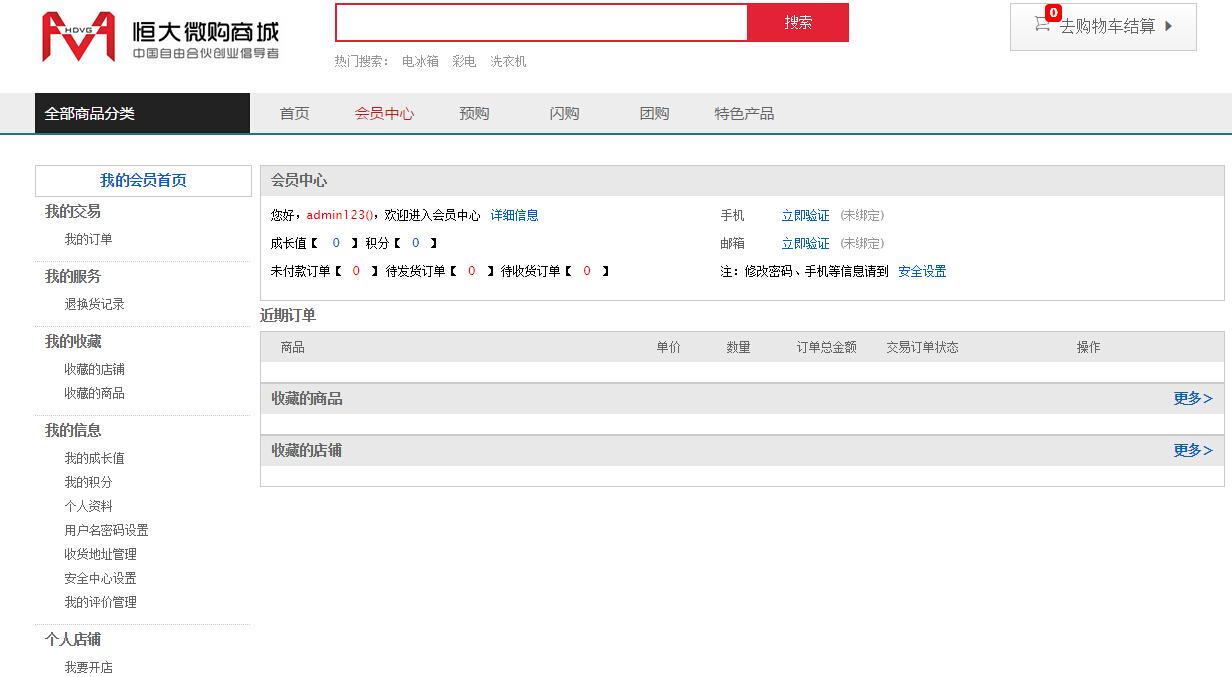 HDVG
恒大微购商城
中国自由合伙创业倡导者
搜索
热门搜索： 电冰箱 彩电 洗衣机
0
去购物车结算
全部商品分类 首页 会员中心 预购 闪购 团购 特色产品
我的会员首页
我的交易
我的订单
我的服务
退换货记录
我的收藏
收藏的店铺
收藏的商品
我的信息
我的成长值
我的积分
个人资料
用户名密码设置
收货地址管理
安全中心设置
我的评价管理
个人店铺
我要开店
会员中心
您好，admin123()，欢迎进入会员中心 详细信息
成长值【 0 】积分【 0 】
未付款订单【 0 】待发货订单【 0 】待收货订单【 0 】
手机 立即验证 (未绑定)
邮箱 立即验证 (未绑定)
注：修改密码、手机等信息请到 安全设置
近期订单
商品 单价 数量 订单总金额 交易订单状态 操作
收藏的商品 更多>
收藏的店铺 更多>